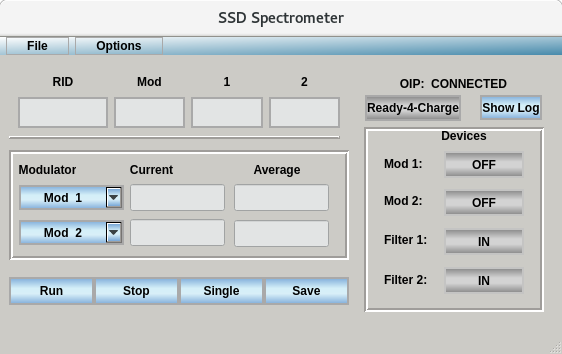 SSD Spectrometer
File Options
RID Mod 1 2
OIP: CONNECTED
Ready-4-Charge Show Log
Devices
Modulator Current Average
Mod 1
Mod 2
Mod 1: OFF
Mod 2: OFF
Filter 1: IN
Filter 2: IN
Run Stop Single Save